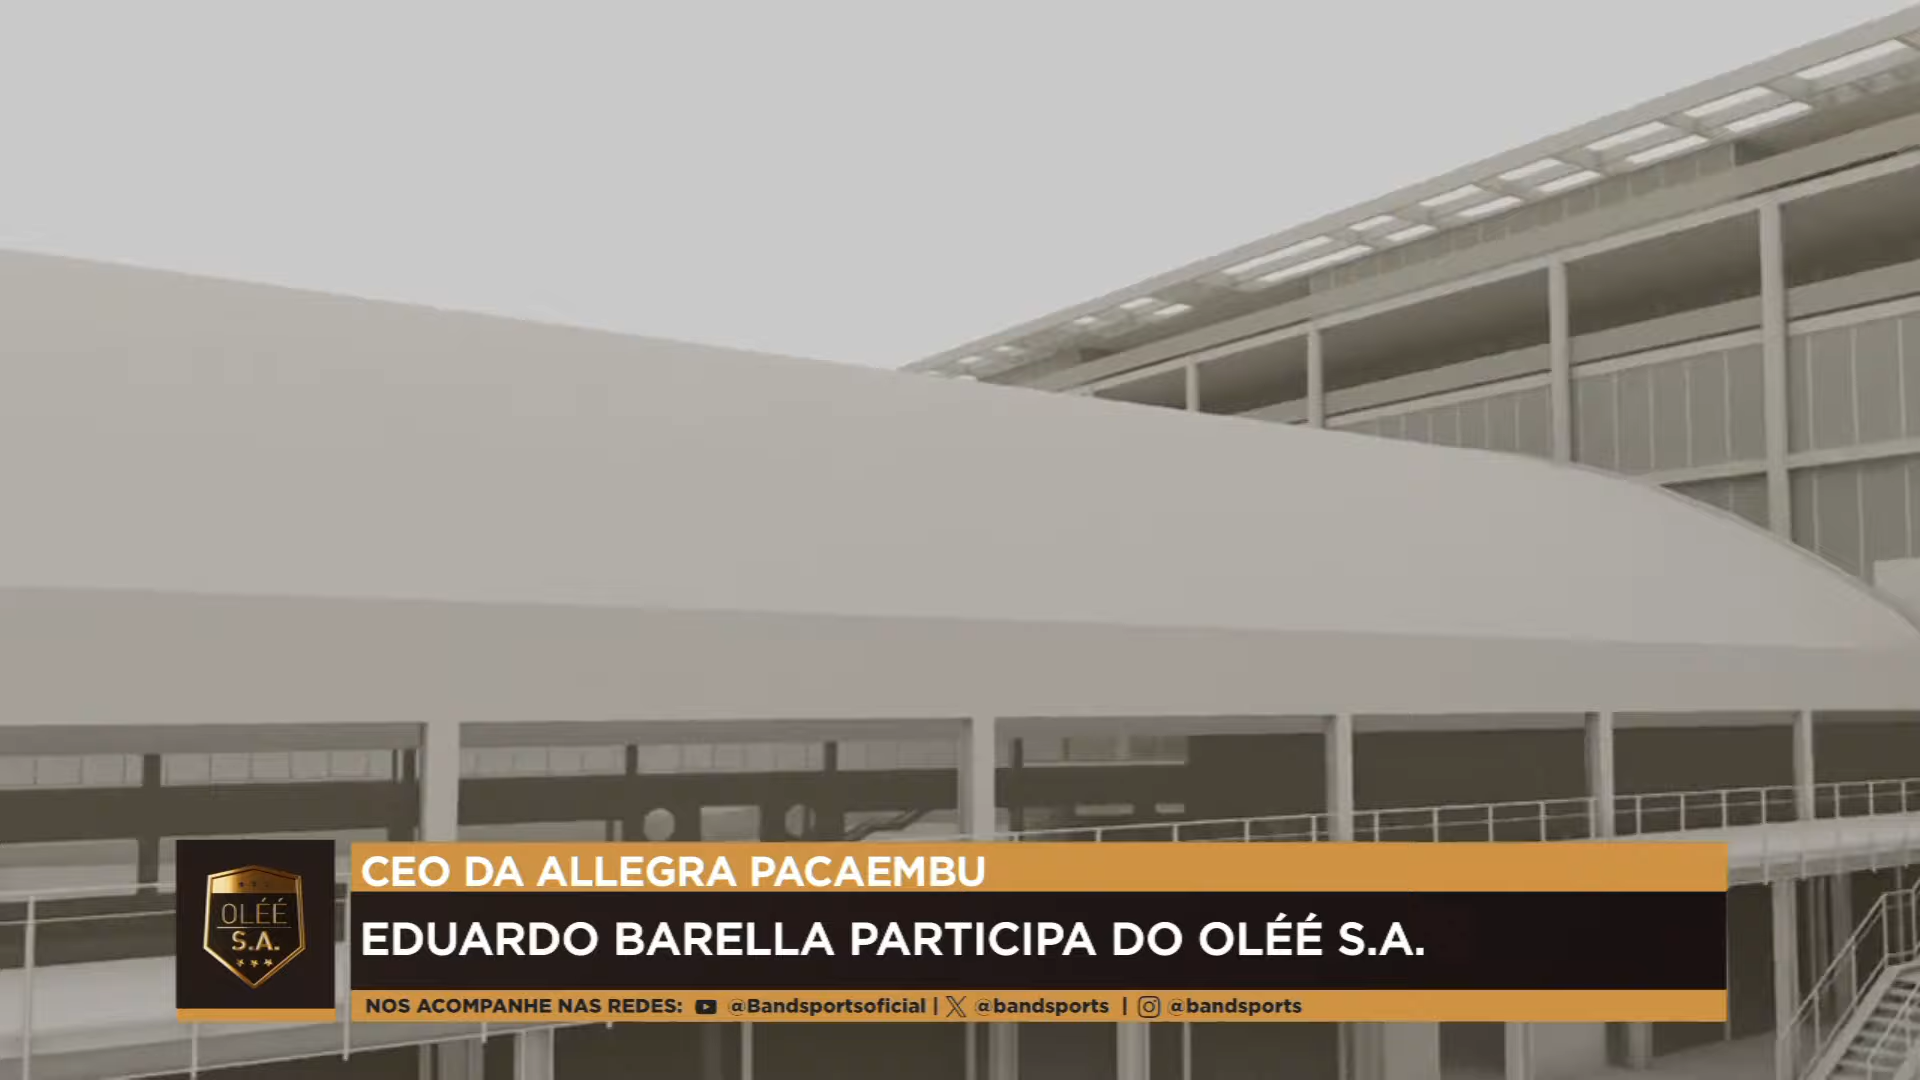 CEO DA ALLEGRA PACAEMBU
OLÉÉ
S.A.
EDUARDO BARELLA PARTICIPA DO OLÉÉ S.A.
NOS ACOMPANHE NAS REDES: @Bandsportsoficial | @bandsports | @bandsports